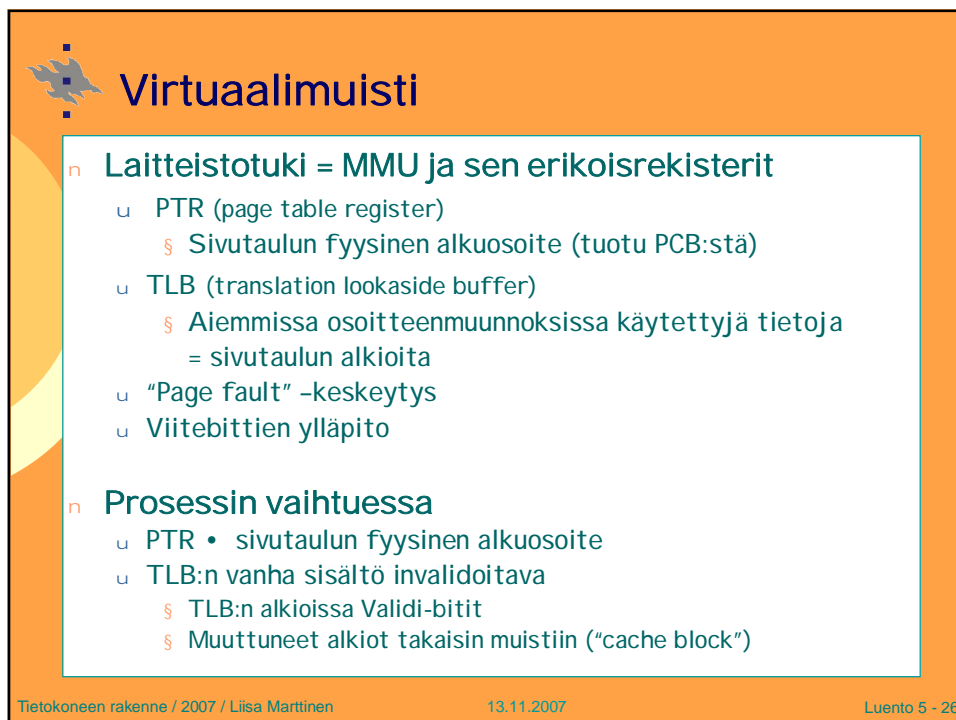 Virtuaalimuisti
n Laitteistotuki = MMU ja sen erikoisrekisterit
u PTR (page table register)
§ Sivutaulun fyysinen alkuosoite (tuotu PCB:stä)
u TLB (translation lookaside buffer)
§ Aiemmissa osoitteenmuunnoksissa käytettyjä tietoja
= sivutaulun alkioita
u “Page fault” –keskeytys
u Viitebittien ylläpito
n Prosessin vaihtuessa
u PTR • sivutaulun fyysinen alkuosoite
u TLB:n vanha sisältö invalidoitava
§ TLB:n alkioissa Validi-bitit
§ Muuttuneet alkiot takaisin muistiin (“cache block”)
Tietokoneen rakenne / 2007 / Liisa Marttinen 13.11.2007 Luento 5 - 26